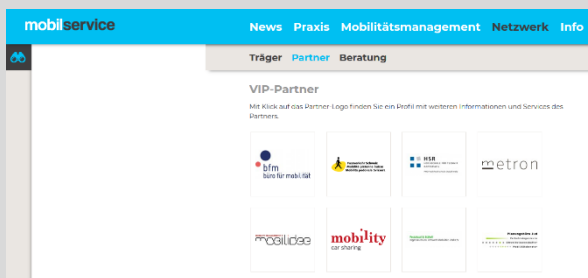 mobilservice
News Praxis Mobilitätsmanagement Netzwerk Info
Träger Partner Beratung
VIP-Partner
Mit Klick auf das Partner-Logo finden Sie ein Profil mit weiteren Informationen und Services des
Partners.
bfm
büro für mobilität
HSR
metron
mobilidée
mobility
car sharing